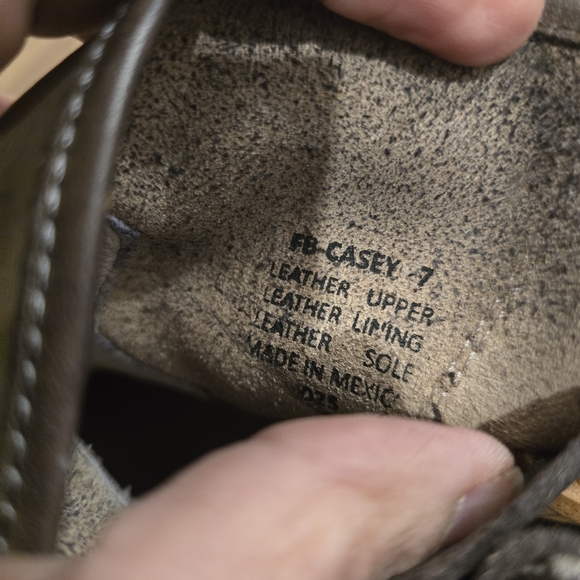 FB-CASEY -7
LEATHER UPPER
LEATHER LINING
LEATHER SOLE
MADE IN MEXICO